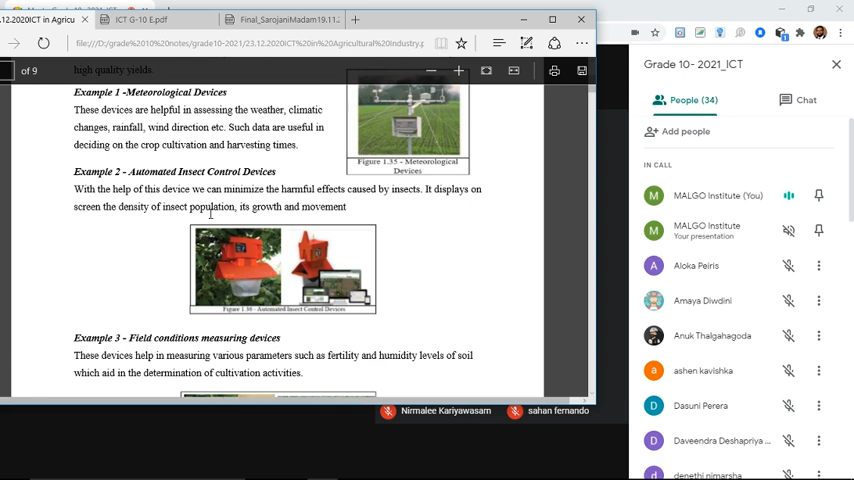 .12.2020ICT in Agricu
ICT G-10 E.pdf
Final_SarojaniMadam19.11.2
file:///D:/grade%2010%20notes/grade10-2021/23.12.2020ICT%20in%20Agricultural%20Industry.p
of 9
high quality yields.
Example 1 -Meteorological Devices
These devices are helpful in assessing the weather, climatic
changes, rainfall, wind direction etc. Such data are useful in
deciding on the crop cultivation and harvesting times.
Figure 1.35 - Meteorological
Devices
Example 2 - Automated Insect Control Devices
With the help of this device we can minimize the harmful effects caused by insects. It displays on
screen the density of insect population, its growth and movement
Figure 1.36 - Automated Insect Control Devices
Example 3 - Field conditions measuring devices
These devices help in measuring various parameters such as fertility and humidity levels of soil
which aid in the determination of cultivation activities.
Nirmalee Kariyawasam
sahan fernando
Grade 10- 2021_ICT
People (34)
Chat
Add people
IN CALL
M
MALGO Institute (You)
M
MALGO Institute
Your presentation
A
Aloka Peiris
Amaya Diwdini
Anuk Thalgahagoda
a
ashen kavishka
D
Dasuni Perera
D
Daveendra Deshapriya ...
d
denethi nimarsha